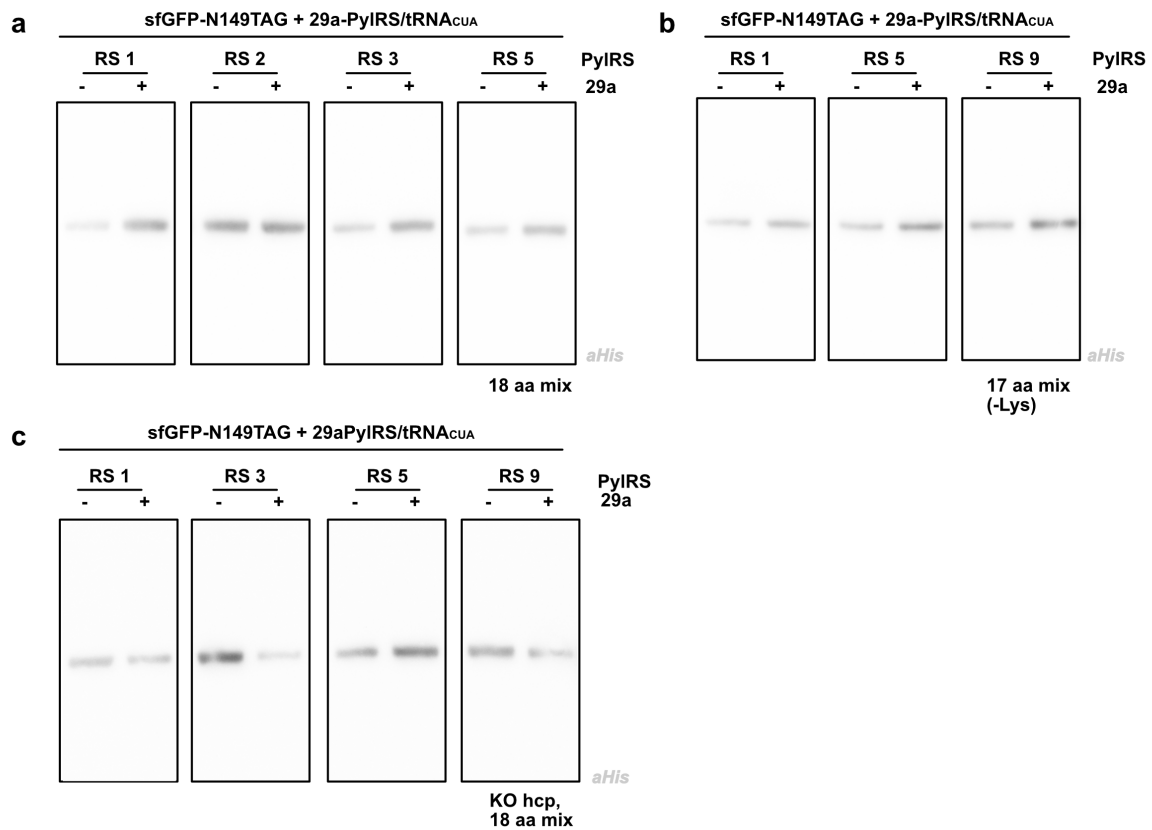 a
sfGFP-N149TAG + 29a-PylRS/tRNACUA
RS 1 RS 2 RS 3 RS 5 PylRS
- + - + - + - + 29a
aHis
18 aa mix
b
sfGFP-N149TAG + 29a-PylRS/tRNACUA
RS 1 RS 5 RS 9 PylRS
- + - + - + 29a
aHis
17 aa mix
(-Lys)
c
sfGFP-N149TAG + 29aPylRS/tRNACUA
RS 1 RS 3 RS 5 RS 9 PylRS
- + - + - + - + 29a
aHis
KO hcp,
18 aa mix